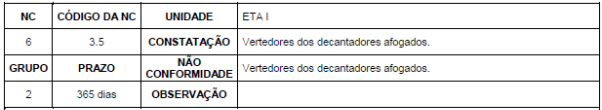 NC CÓDIGO DA NC UNIDADE ETA I
6 3.5 CONSTATAÇÃO Vertedores dos decantadores afogados.
GRUPO PRAZO NÃO CONFORMIDADE Vertedores dos decantadores afogados.
2 365 dias OBSERVAÇÃO